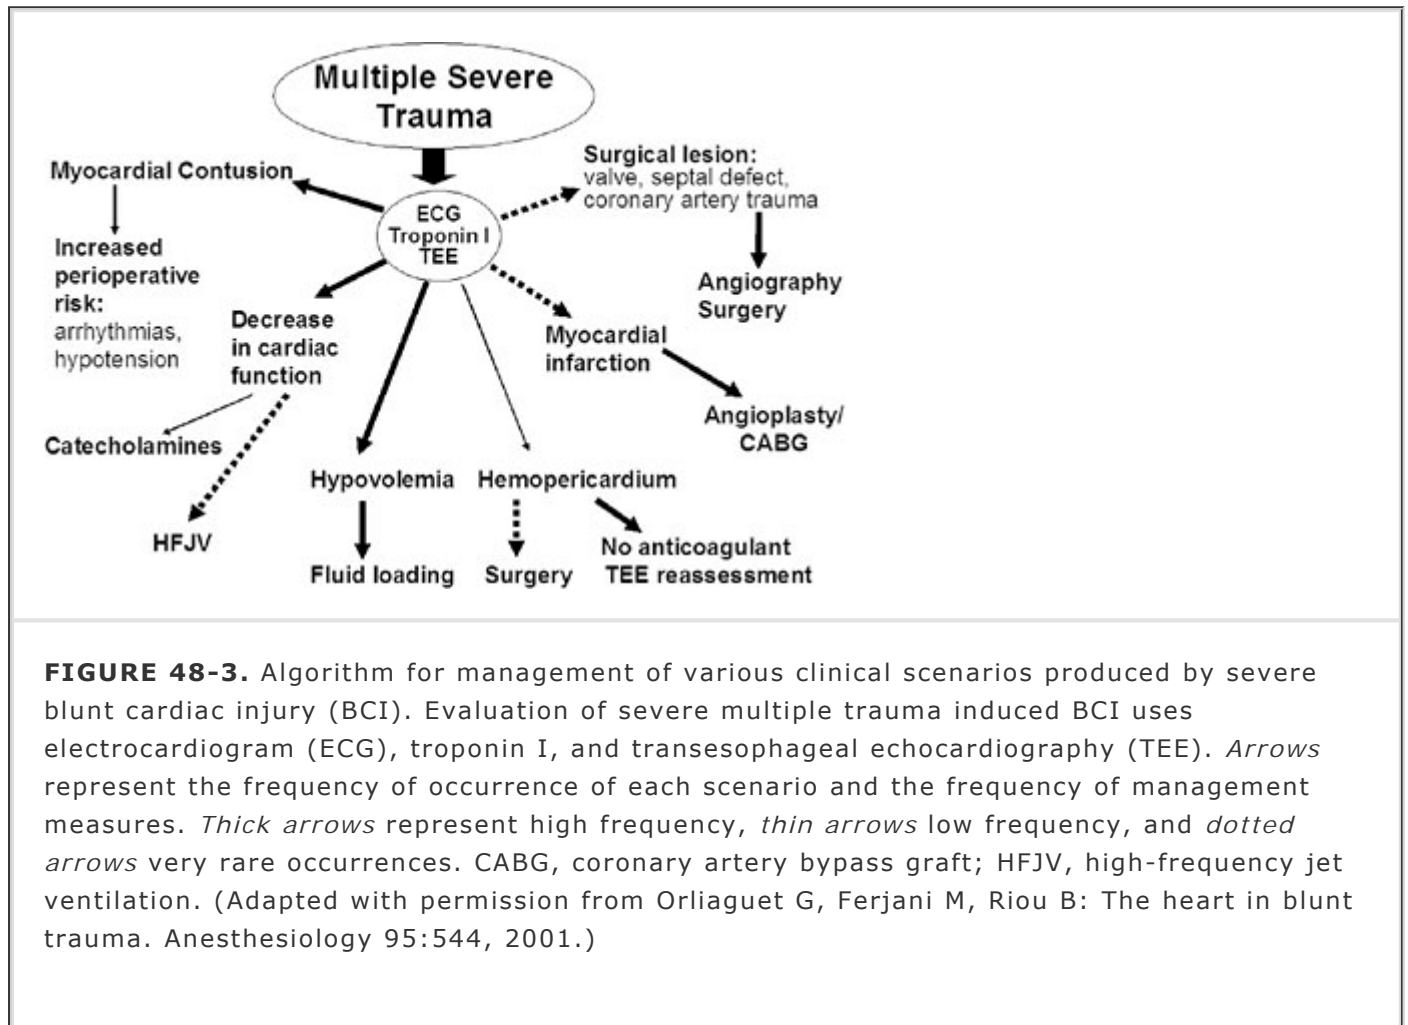 Multiple Severe
Trauma
Myocardial Contusion
Surgical lesion:
valve, septal defect,
coronary artery trauma
ECG
Troponin I
TEE
Increased
perioperative
risk:
arrhythmias,
hypotension
Angiography
Surgery
Decrease
in cardiac
function
Myocardial
infarction
Catecholamines
Angioplasty/
CABG
Hypovolemia
Hemopericardium
HFJV
No anticoagulant
TEE reassessment
Fluid loading
Surgery
FIGURE 48-3. Algorithm for management of various clinical scenarios produced by severe
blunt cardiac injury (BCI). Evaluation of severe multiple trauma induced BCI uses
electrocardiogram (ECG), troponin I, and transesophageal echocardiography (TEE). Arrows
represent the frequency of occurrence of each scenario and the frequency of management
measures. Thick arrows represent high frequency, thin arrows low frequency, and dotted
arrows very rare occurrences. CABG, coronary artery bypass graft; HFJV, high-frequency jet
ventilation. (Adapted with permission from Orliaguet G, Ferjani M, Riou B: The heart in blunt
trauma. Anesthesiology 95:544, 2001.)